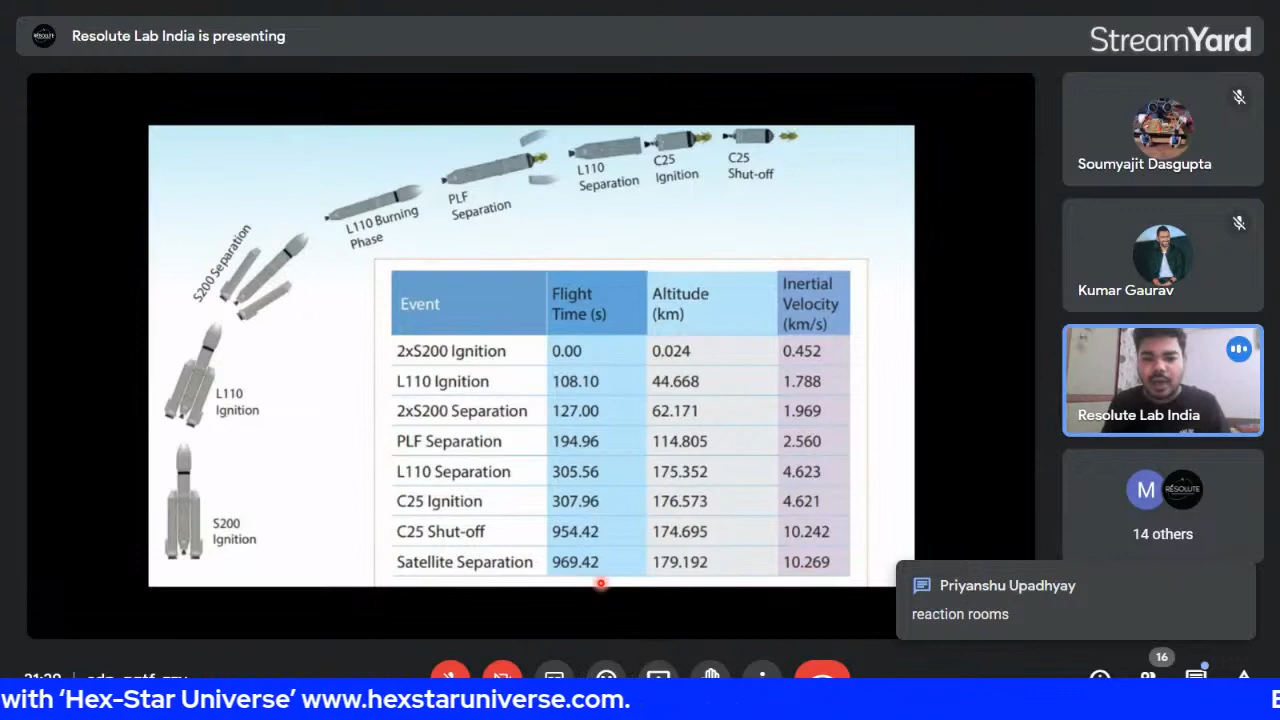 Resolute Lab India is presenting
StreamYard
S200 Separation
L110 Burning
Phase
PLF
Separation
L110
Separation
C25
Ignition
C25
Shut-off
L110
Ignition
S200
Ignition
Event Flight Time (s) Altitude (km) Inertial Velocity (km/s)
2xS200 Ignition 0.00 0.024 0.452
L110 Ignition 108.10 44.668 1.788
2xS200 Separation 127.00 62.171 1.969
PLF Separation 194.96 114.805 2.560
L110 Separation 305.56 175.352 4.623
C25 Ignition 307.96 176.573 4.621
C25 Shut-off 954.42 174.695 10.242
Satellite Separation 969.42 179.192 10.269
Soumyajit Dasgupta
Kumar Gaurav
Resolute Lab India
M RÉSOLUTE
14 others
Priyanshu Upadhyay
reaction rooms
16
with ‘Hex-Star Universe’ www.hexstaruniverse.com.